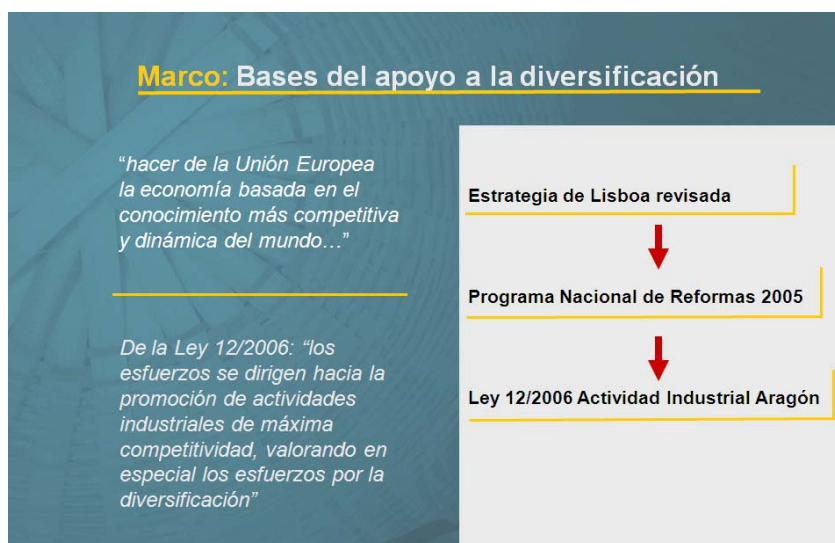 Marco: Bases del apoyo a la diversificación
“hacer de la Unión Europea
la economía basada en el
conocimiento más competitiva
y dinámica del mundo…”
De la Ley 12/2006: “los
esfuerzos se dirigen hacia la
promoción de actividades
industriales de máxima
competitividad, valorando en
especial los esfuerzos por la
diversificación”
Estrategia de Lisboa revisada
Programa Nacional de Reformas 2005
Ley 12/2006 Actividad Industrial Aragón